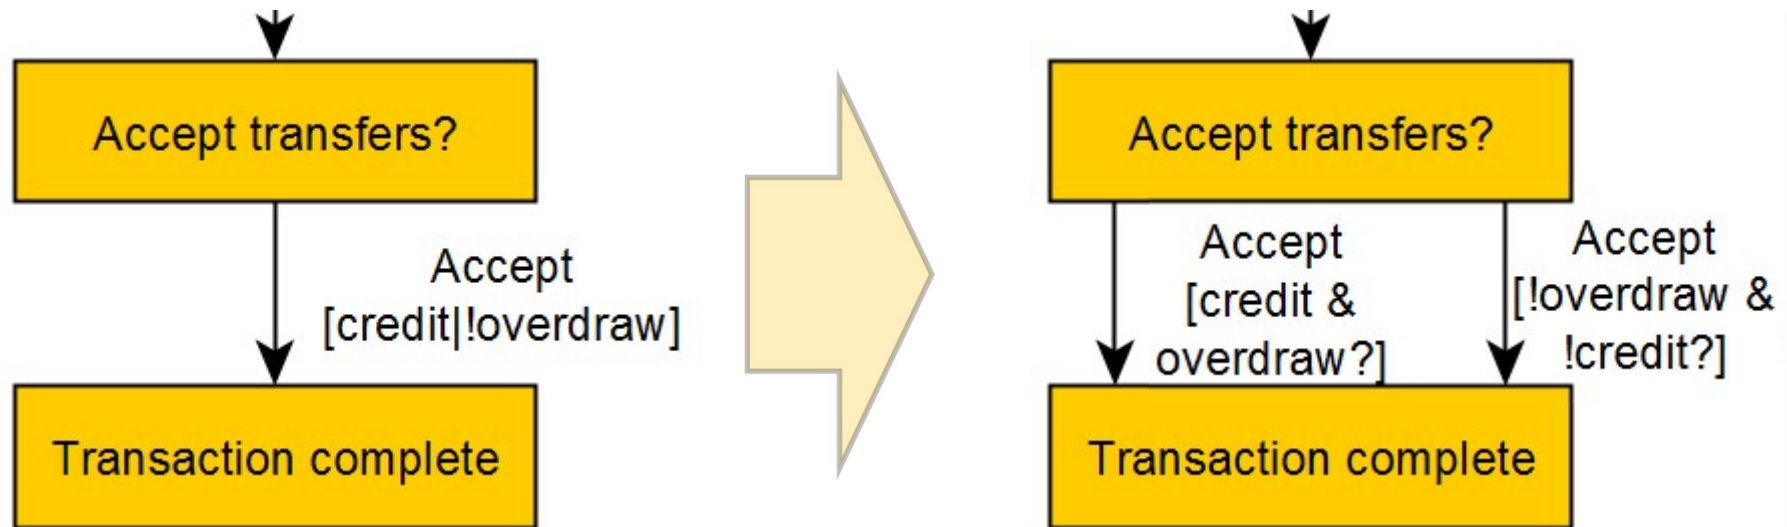 Accept transfers?
Accept
[credit|!overdraw]
Transaction complete
Accept transfers?
Accept
[credit &
overdraw?]
Accept
[!overdraw &
!credit?]
Transaction complete